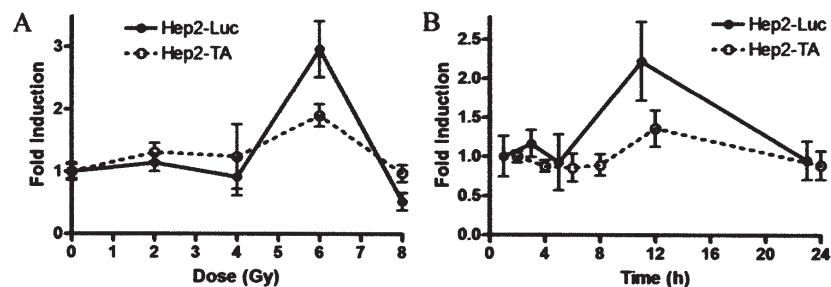 A
Hep2-Luc
Hep2-TA
Fold Induction
3
2
1
0
0 1 2 3 4 5 6 7 8
Dose (Gy)
B
Hep2-Luc
Hep2-TA
Fold Induction
2.5
2.0
1.5
1.0
0.5
0.0
0 4 8 12 16 20 24
Time (h)